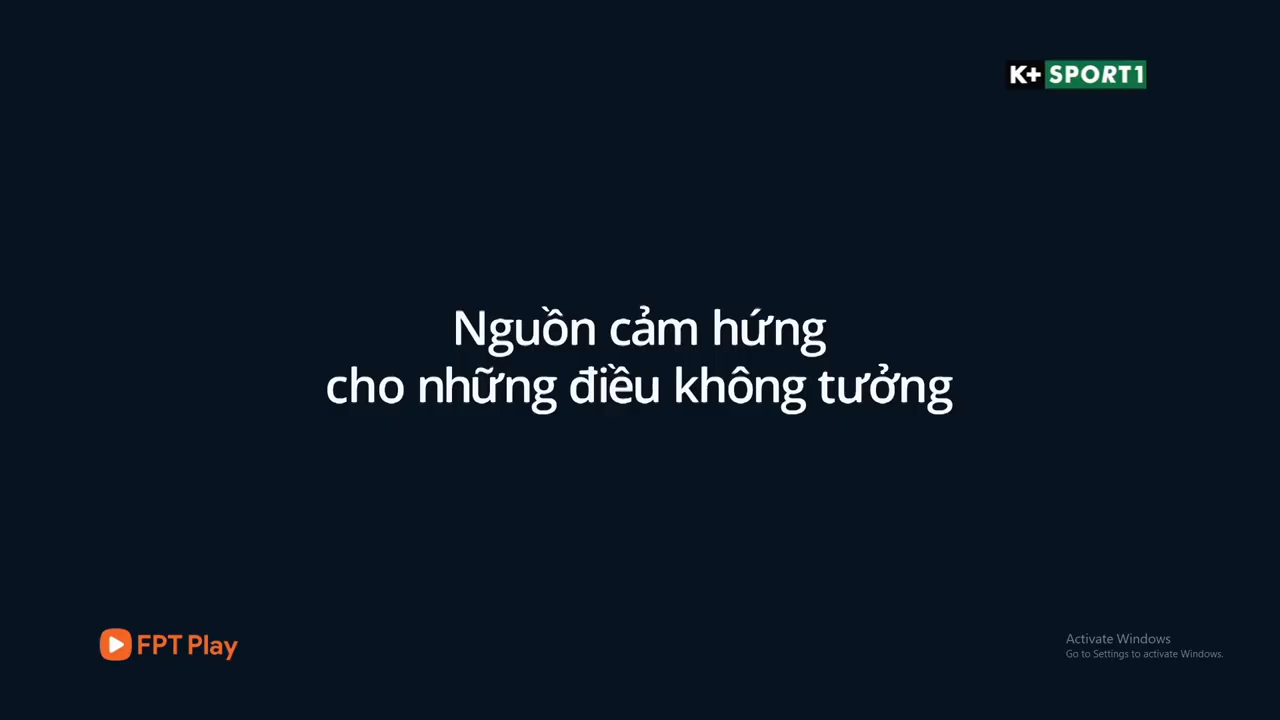 K+ SPORT1
Nguồn cảm hứng
cho những điều không tưởng
FPT Play
Activate Windows
Go to Settings to activate Windows.